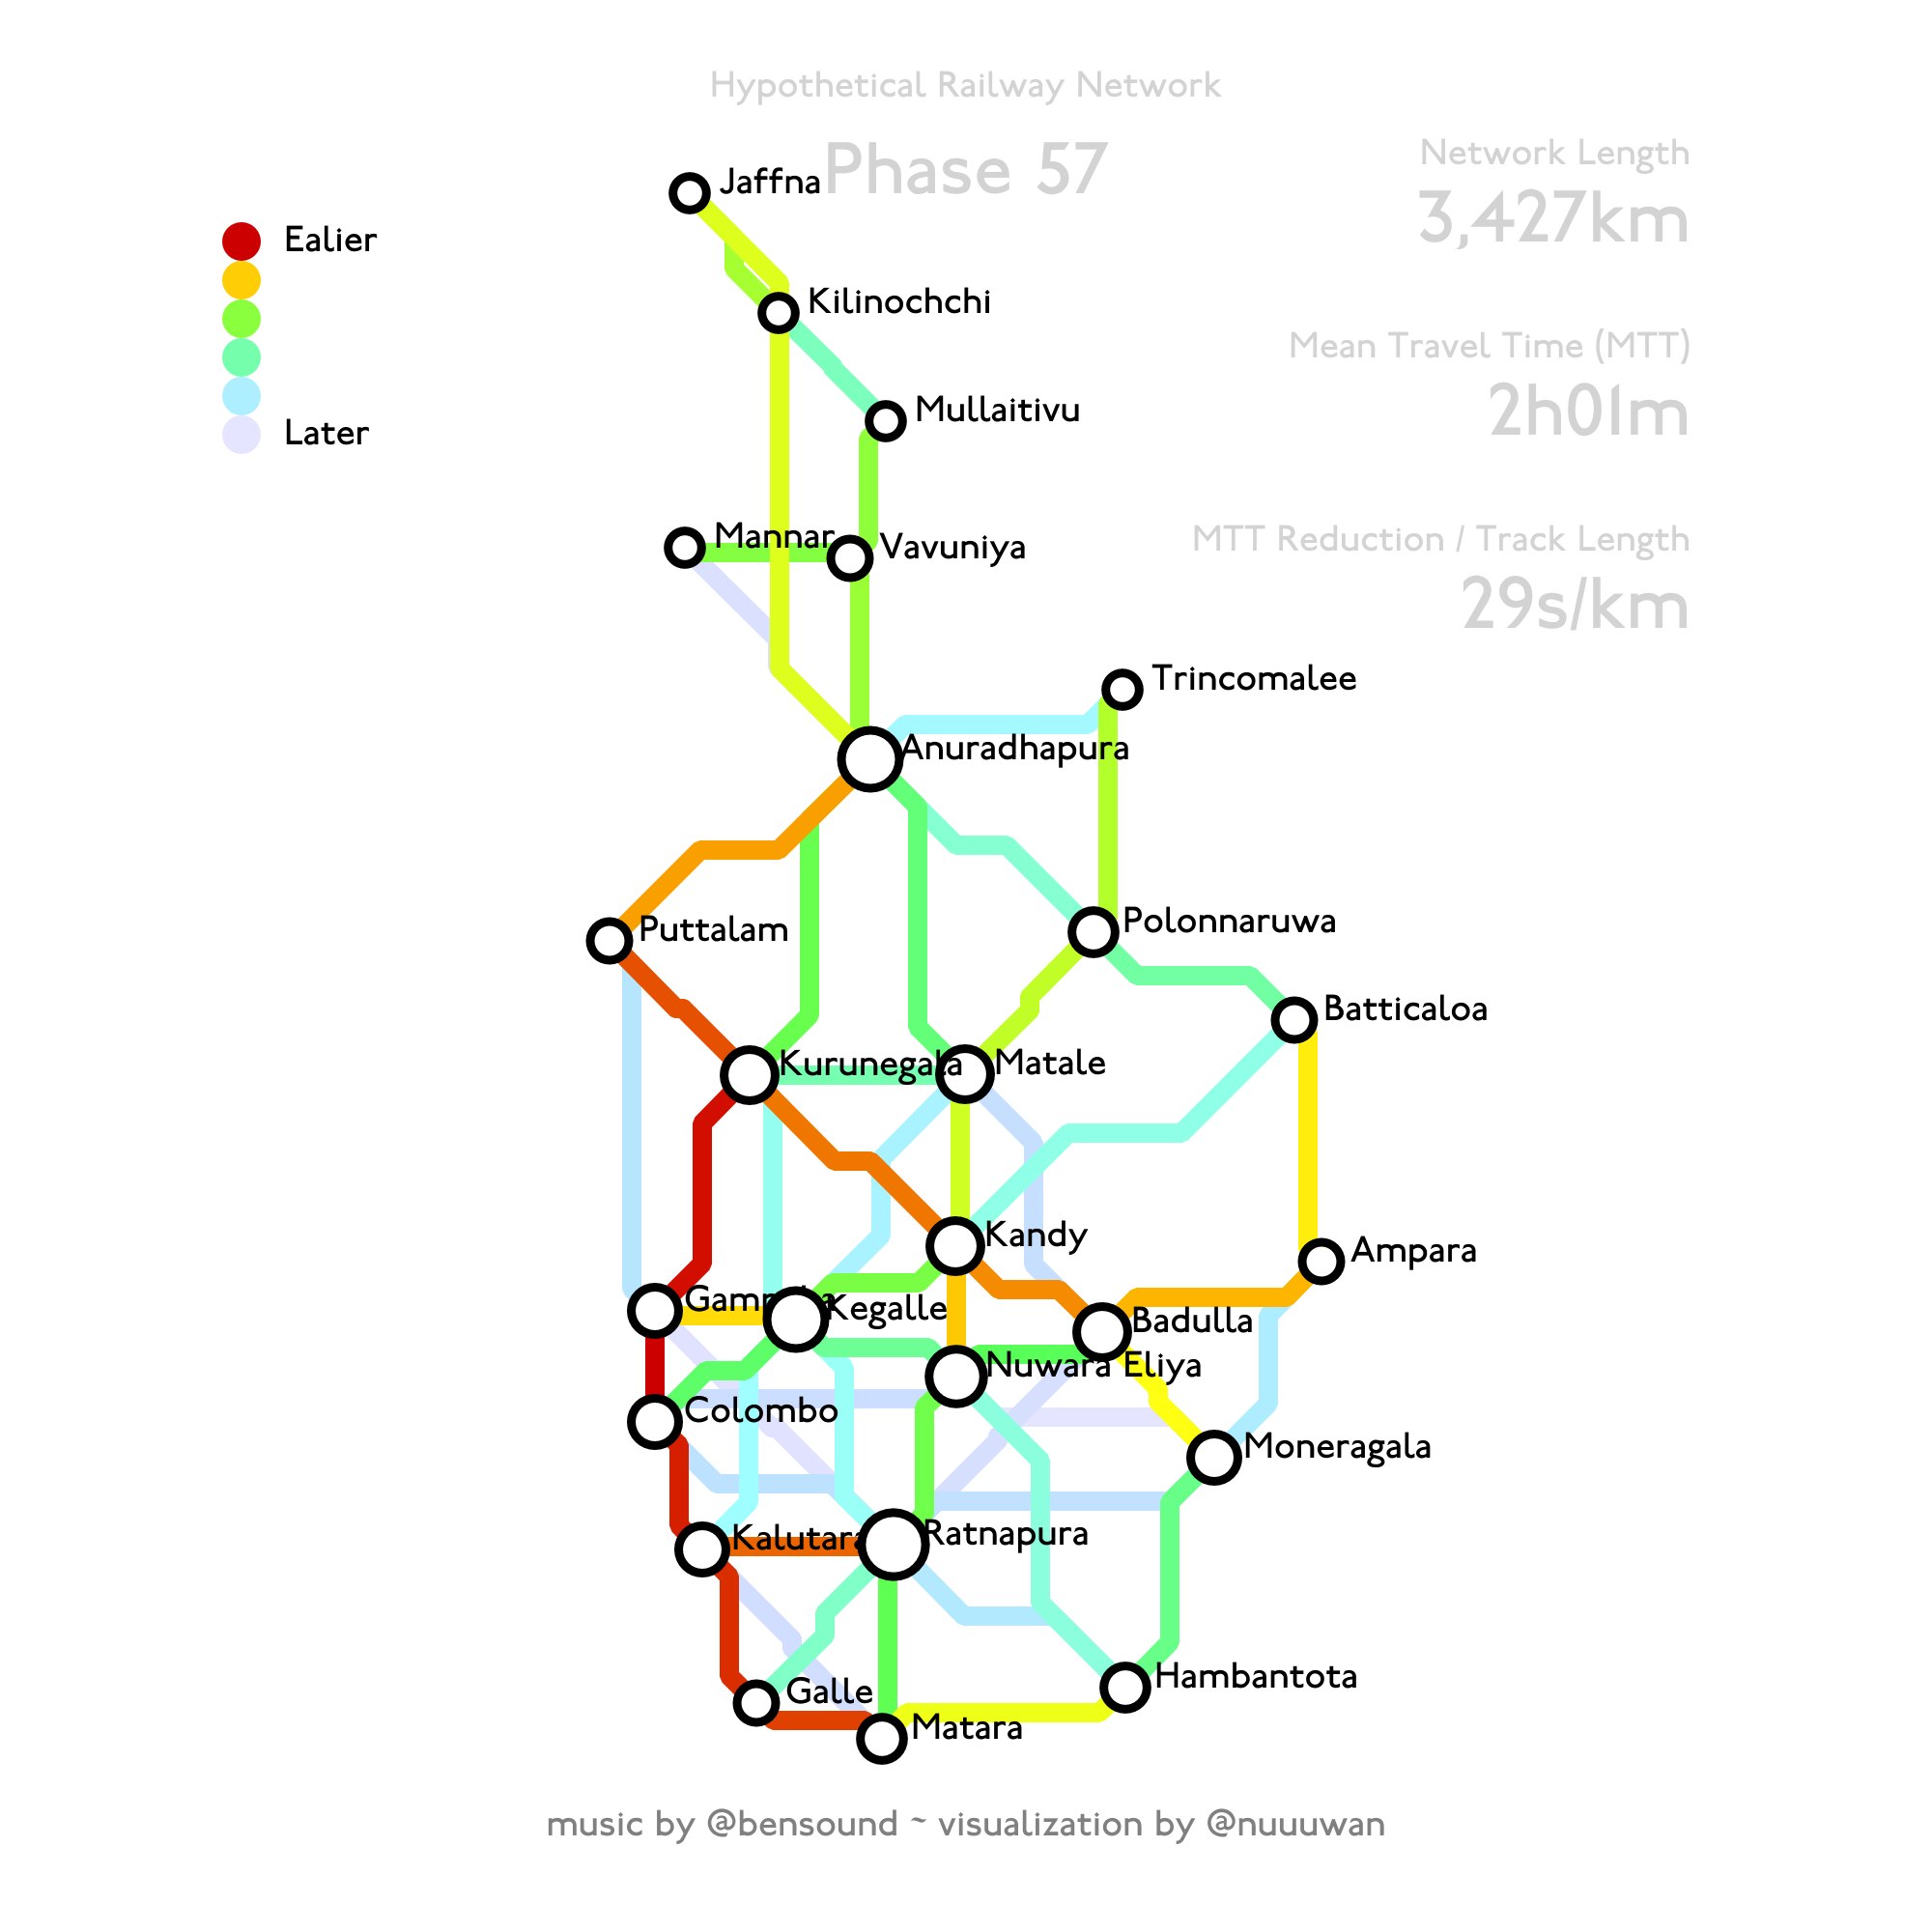 Hypothetical Railway Network
Phase 57
Network Length
3,427km
Mean Travel Time (MTT)
2h01m
MTT Reduction / Track Length
29s/km
Ealier
Later
Jaffna
Kilinochchi
Mullaitivu
Mannar
Vavuniya
Trincomalee
Anuradhapura
Puttalam
Polonnaruwa
Batticaloa
Kurunegala
Matale
Kandy
Ampara
Kegalle
Badulla
Nuwara Eliya
Colombo
Moneragala
Kalutara
Ratnapura
Galle
Hambantota
Matara
music by @bensound ~ visualization by @nuuuwan